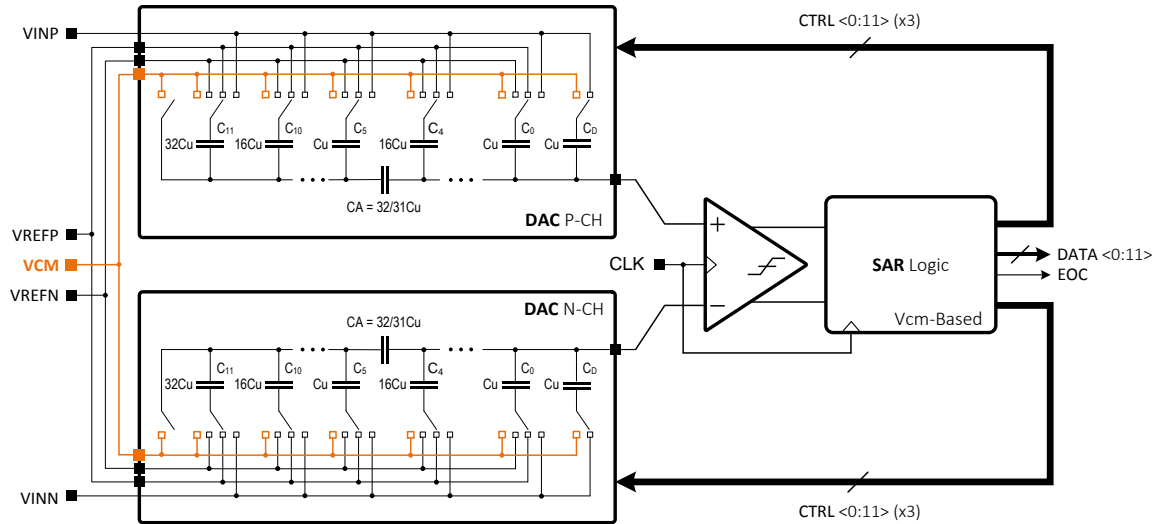 VINP
CTRL <0:11> (x3)
C11
C10
C5
C4
C0
CD
32Cu
16Cu
Cu
16Cu
Cu
Cu
CA = 32/31Cu
DAC P-CH
VREFP
VCM
VREFN
CLK
SAR Logic
Vcm-Based
DATA <0:11>
EOC
DAC N-CH
CA = 32/31Cu
C11
C10
C5
C4
C0
CD
32Cu
16Cu
Cu
16Cu
Cu
Cu
VINN
CTRL <0:11> (x3)